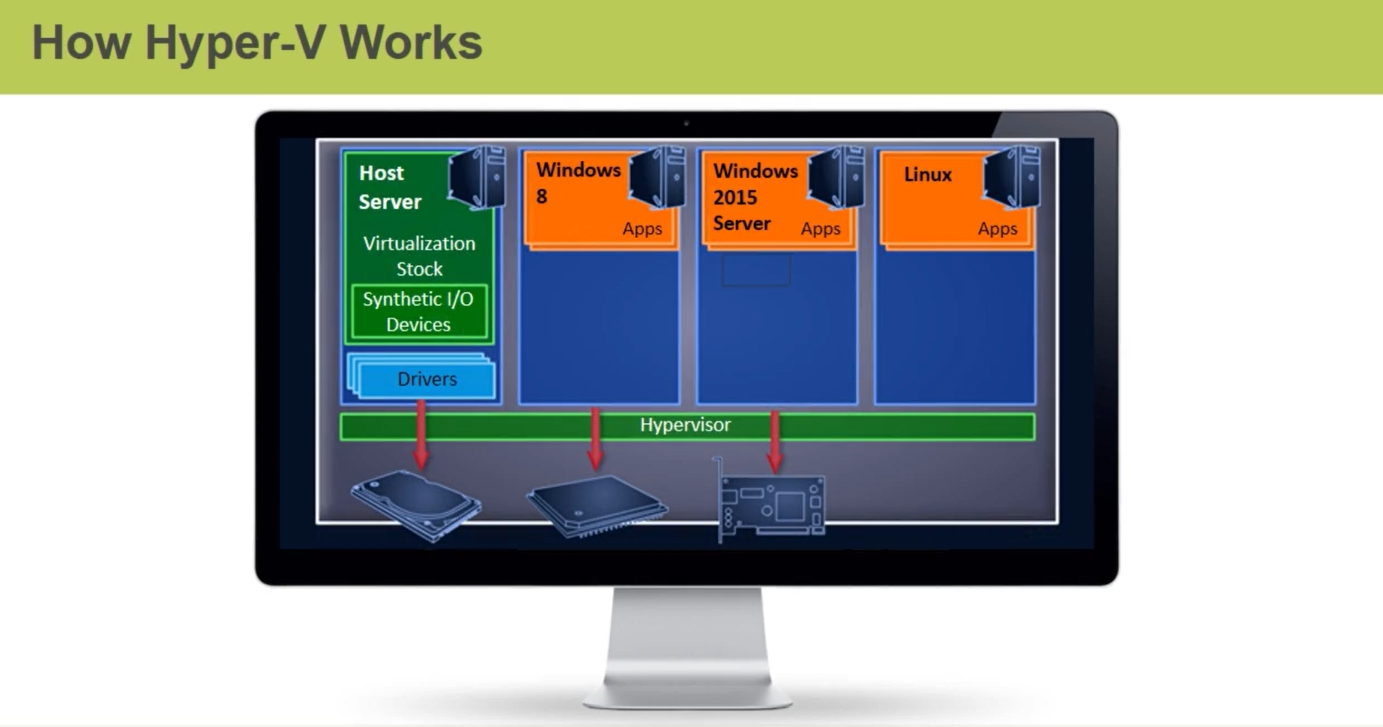 How Hyper-V Works
Host
Server
Virtualization
Stock
Synthetic I/O
Devices
Drivers
Windows
8
Apps
Windows
2015
Server
Apps
Linux
Apps
Hypervisor